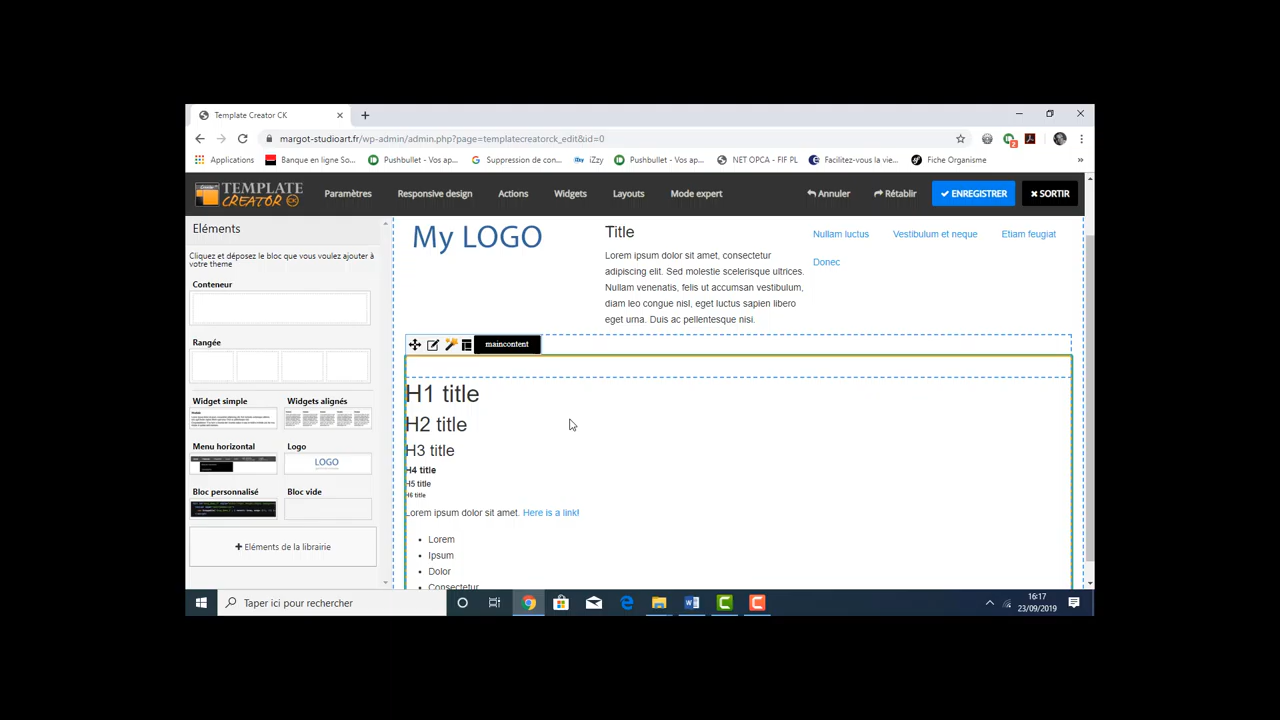 Template Creator CK
margot-studioart.fr/wp-admin/admin.php?page=templatecreatorck_edit&id=0
Applications
Banque en ligne So...
Pushbullet - Vos ap...
Suppression de con...
iZzy
Pushbullet - Vos ap...
NET OPCA - FIF PL
Facilitez-vous la vie...
Fiche Organisme
»
TEMPLATE
CREATOR CK
Paramètres
Responsive design
Actions
Widgets
Layouts
Mode expert
Annuler
Rétablir
ENREGISTRER
SORTIR
Eléments
Cliquez et déposez le bloc que vous voulez ajouter à
votre theme
Conteneur
Rangée
Widget simple
Widgets alignés
Menu horizontal
Logo
LOGO
Bloc personnalisé
Bloc vide
+ Eléments de la librairie
My LOGO
Title
Lorem ipsum dolor sit amet, consectetur
adipiscing elit. Sed molestie scelerisque ultrices.
Nullam venenatis, felis ut accumsan vestibulum,
diam leo congue nisl, eget luctus sapien libero
eget urna. Duis ac pellentesque nisi.
Nullam luctus
Vestibulum et neque
Etiam feugiat
Donec
maincontent
H1 title
H2 title
H3 title
H4 title
H5 title
H6 title
Lorem ipsum dolor sit amet. Here is a link!
• Lorem
• Ipsum
• Dolor
• Consectetur
Taper ici pour rechercher
16:17
23/09/2019